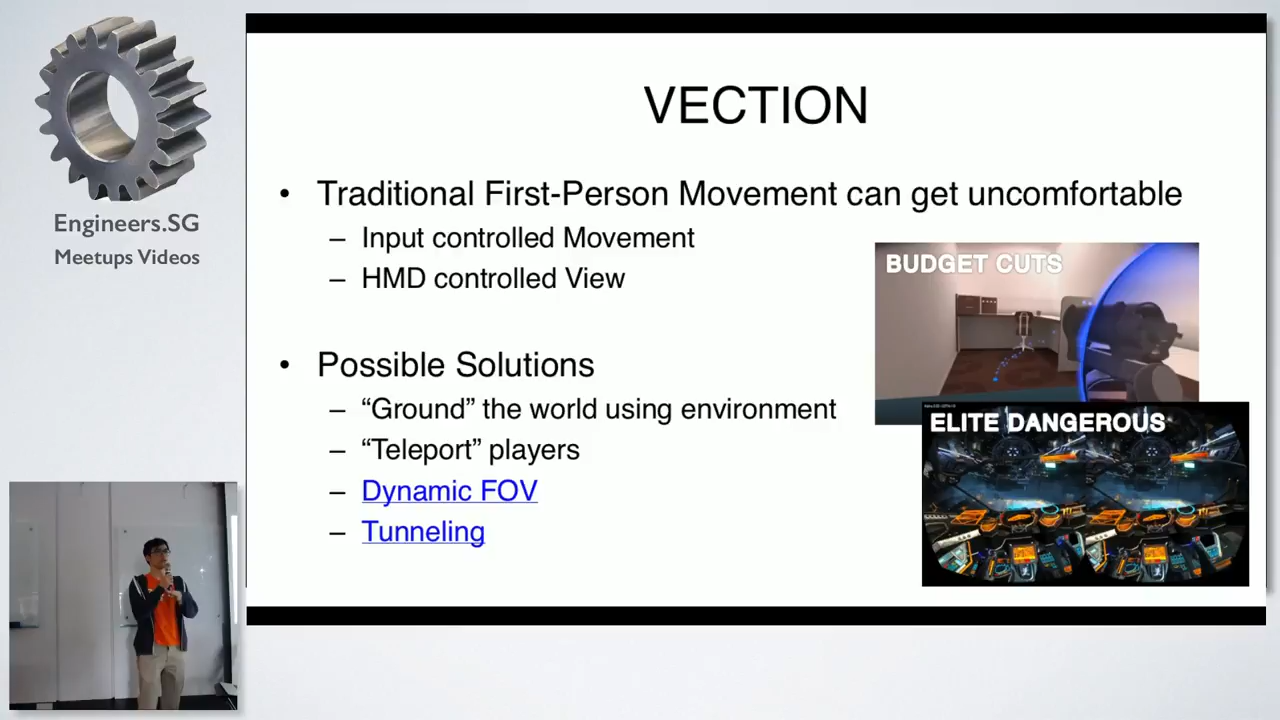 Engineers.SG
Meetups Videos
VECTION
• Traditional First-Person Movement can get uncomfortable
– Input controlled Movement
– HMD controlled View
• Possible Solutions
– “Ground” the world using environment
– “Teleport” players
– Dynamic FOV
– Tunneling
BUDGET CUTS
ELITE DANGEROUS